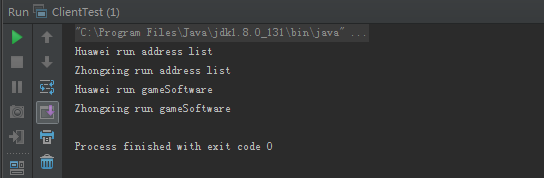 Run ClientTest (1)
"C:\Program Files\Java\jdk1.8.0_131\bin\java" ...
Huawei run address list
Zhongxing run address list
Huawei run gameSoftware
Zhongxing run gameSoftware
Process finished with exit code 0